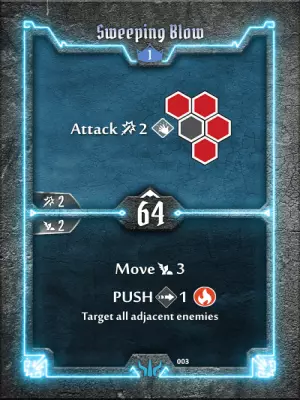 Sweeping Blow
1
Attack 2
2
64
2
Move 3
PUSH 1
Target all adjacent enemies
003